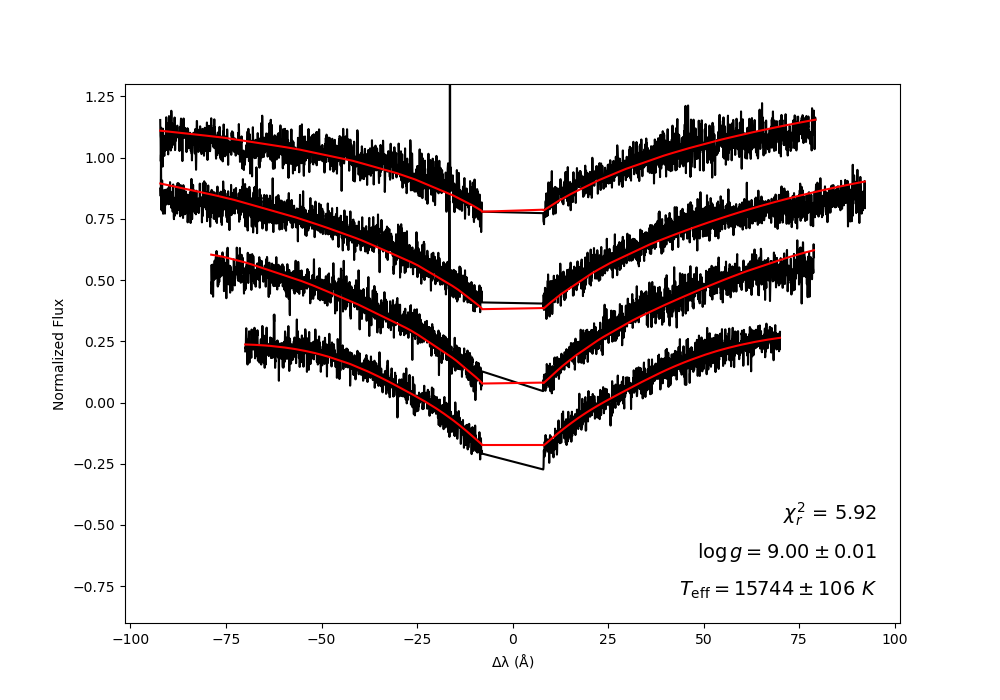 1.25
1.00
0.75
0.50
0.25
0.00
−0.25
−0.50
−0.75
Normalized Flux
χ²ᵣ = 5.92
log g = 9.00 ± 0.01
T_eff = 15744 ± 106 K
−100 −75 −50 −25 0 25 50 75 100
Δλ (Å)